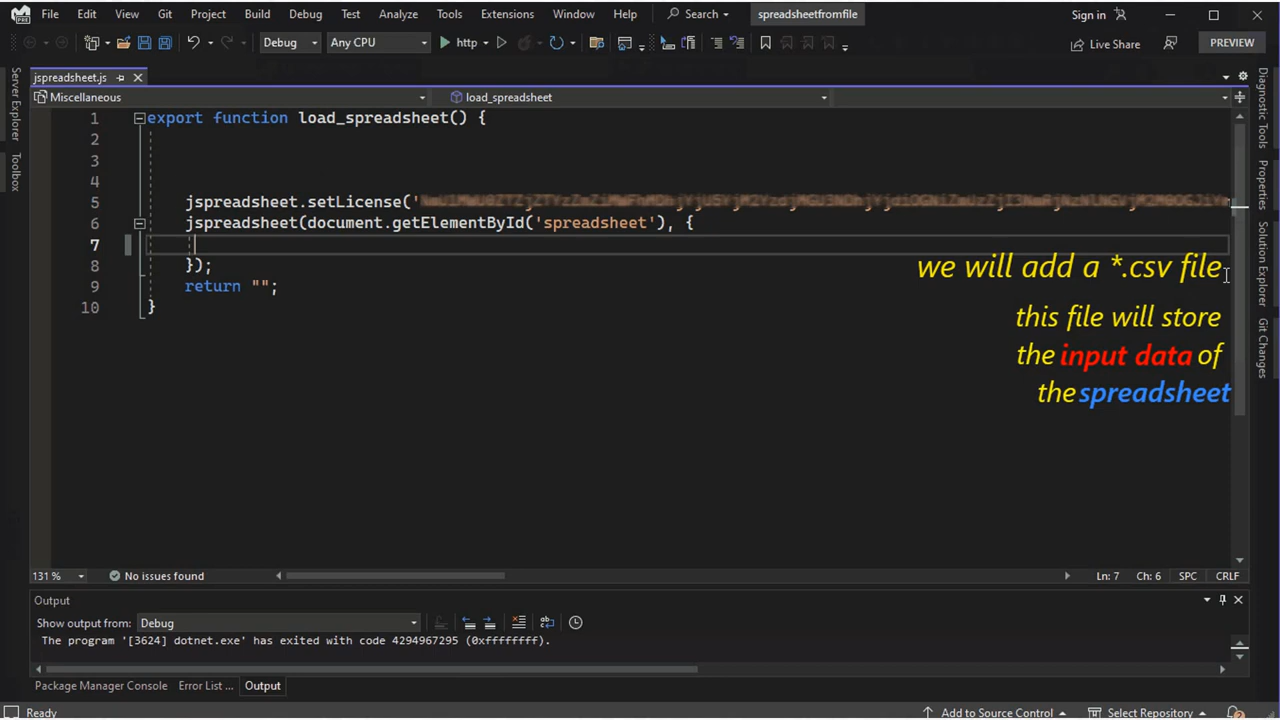 File Edit View Git Project Build Debug Test Analyze Tools Extensions Window Help Search spreadsheetfromfile Sign in
Debug Any CPU http Live Share PREVIEW
jspreadsheet.js
Miscellaneous load_spreadsheet
Server Explorer
Toolbox
Diagnostic Tools
Properties
Solution Explorer
Git Changes
1 export function load_spreadsheet() {
2
3
4
5 jspreadsheet.setLicense('
6 jspreadsheet(document.getElementById('spreadsheet'), {
7
8 });
9 return "";
10 }
we will add a *.csv file
this file will store
the input data of
the spreadsheet
131 % No issues found Ln: 7 Ch: 6 SPC CRLF
Output
Show output from: Debug
The program '[3624] dotnet.exe' has exited with code 4294967295 (0xffffffff).
Package Manager Console Error List ... Output
Ready Add to Source Control Select Repository